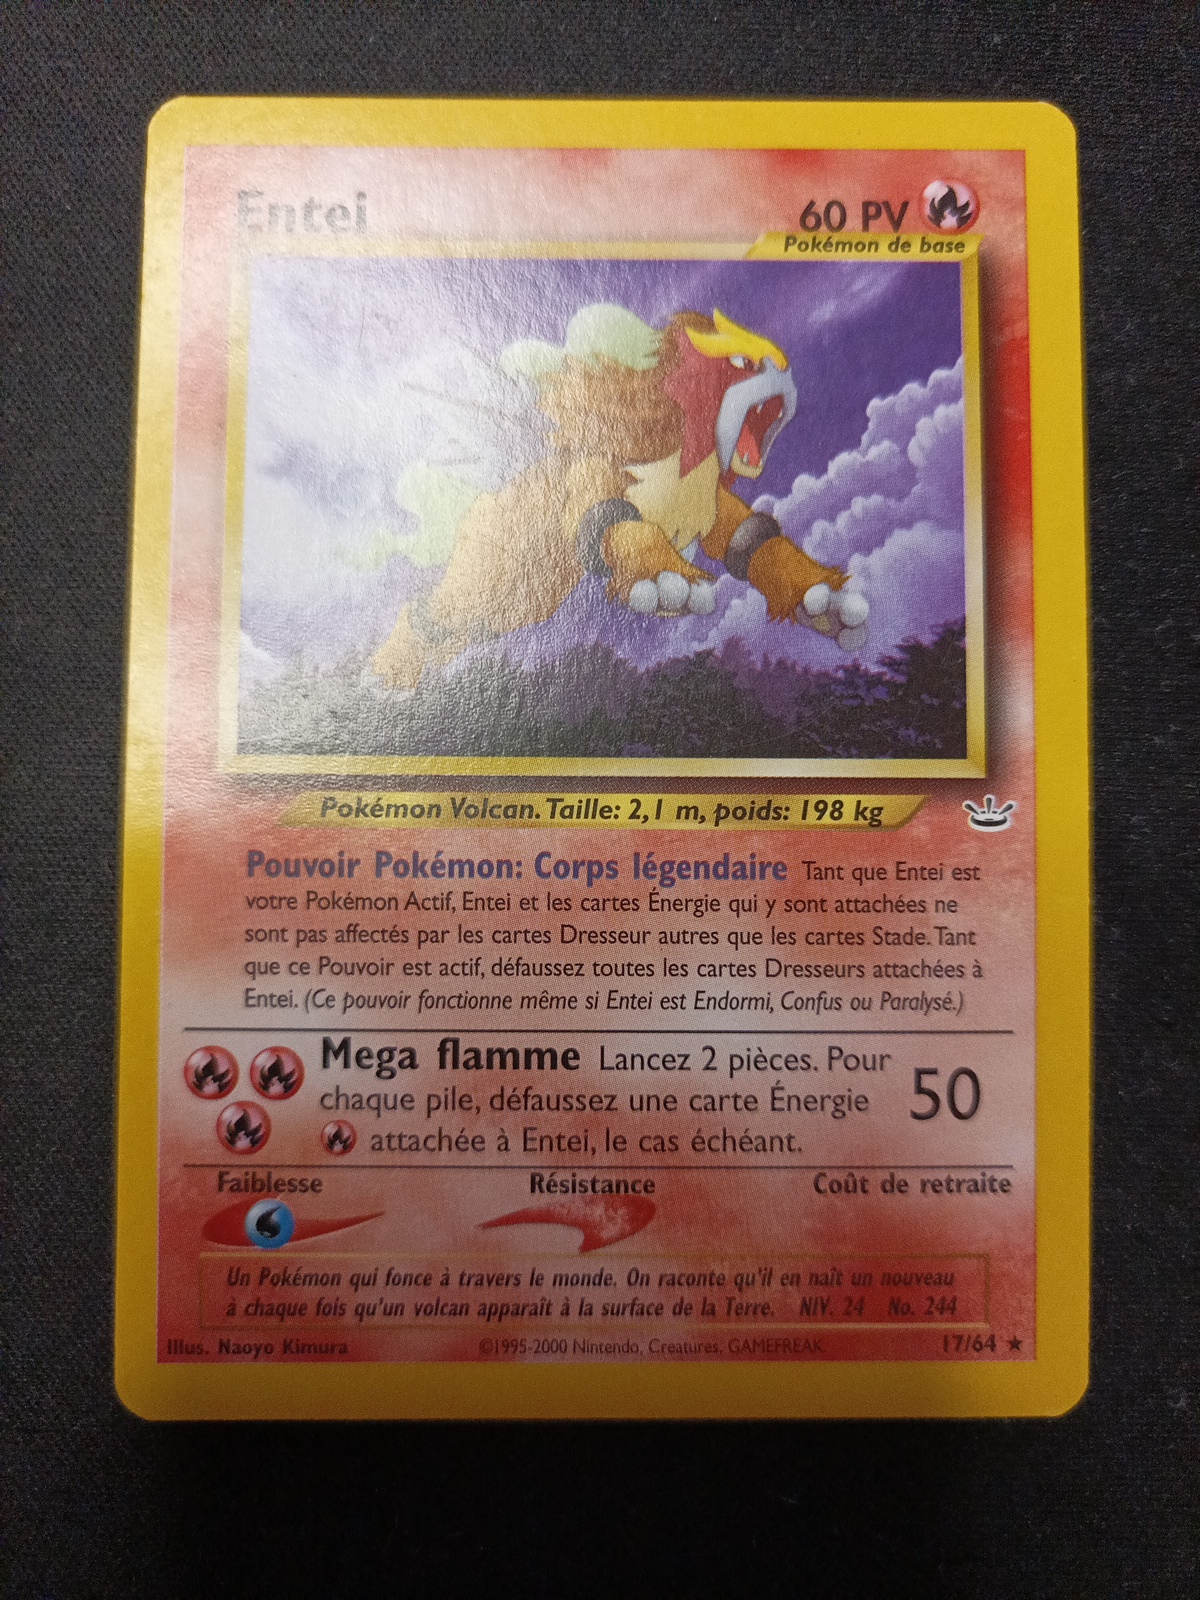 Entei
60 PV
Pokémon de base
Pokémon Volcan. Taille: 2,1 m, poids: 198 kg
Pouvoir Pokémon: Corps légendaire Tant que Entei est
votre Pokémon Actif, Entei et les cartes Énergie qui y sont attachées ne
sont pas affectés par les cartes Dresseur autres que les cartes Stade. Tant
que ce Pouvoir est actif, défaussez toutes les cartes Dresseurs attachées à
Entei. (Ce pouvoir fonctionne même si Entei est Endormi, Confus ou Paralysé.)
Mega flamme Lancez 2 pièces. Pour
chaque pile, défaussez une carte Énergie
attachée à Entei, le cas échéant.
50
Faiblesse Résistance Coût de retraite
Un Pokémon qui fonce à travers le monde. On raconte qu'il en naît un nouveau
à chaque fois qu'un volcan apparaît à la surface de la Terre. NIV. 24 No. 244
Illus. Naoyo Kimura ©1995-2000 Nintendo, Creatures, GAMEFREAK 17/64 ★